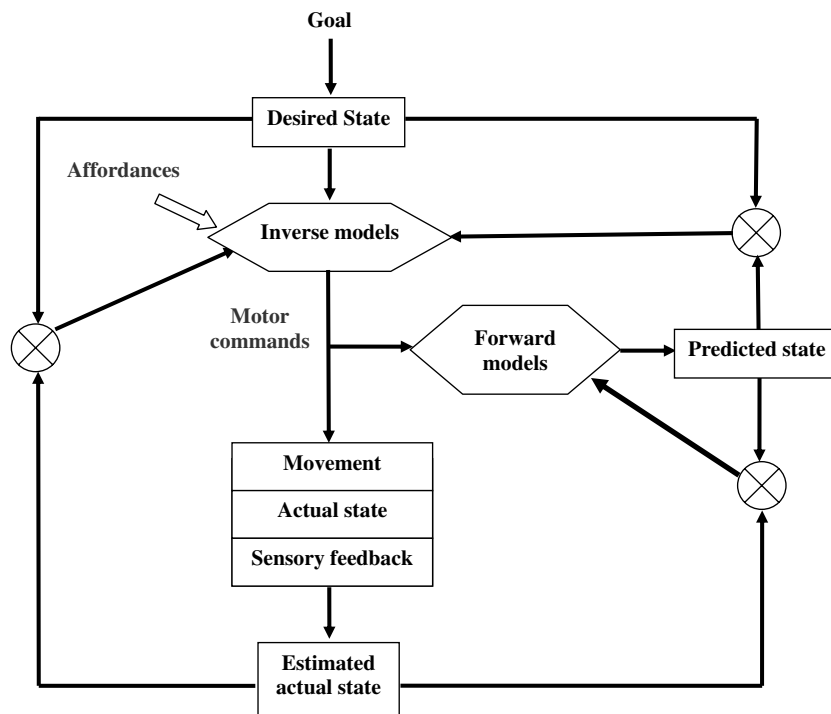 Goal
Desired State
Affordances
Inverse models
Motor
commands
Forward
models
Predicted state
Movement
Actual state
Sensory feedback
Estimated
actual state